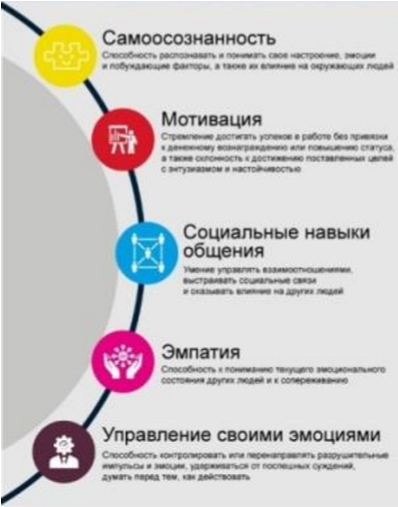 Самоосознанность
Способность распознавать и понимать свое настроение, эмоции
и побуждающие факторы, а также их влияние на окружающих людей
Мотивация
Стремление достигать успехов в работе без привязки
к денежному вознаграждению или повышению статуса,
а также склонность к достижению поставленных целей
с энтузиазмом и настойчивостью
Социальные навыки
общения
Умение управлять взаимоотношениями,
выстраивать социальные связи
и оказывать влияние на других людей
Эмпатия
Способность к пониманию текущего эмоционального
состояния других людей и к сопереживанию
Управление своими эмоциями
Способность контролировать или перенаправлять разрушительные
импульсы и эмоции, удерживаться от поспешных суждений,
думать перед тем, как действовать